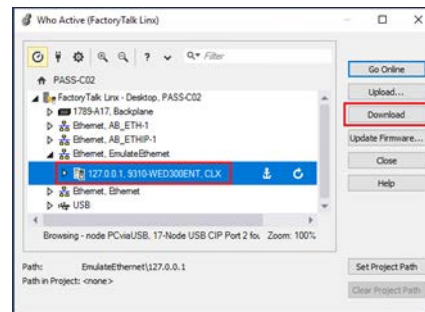 Who Active (FactoryTalk Linx)
Filter
PASS-C02
FactoryTalk Linx - Desktop, PASS-C02
1789-A17, Backplane
Ethernet, AB_ETH-1
Ethernet, AB_ETHIP-1
Ethernet, EmulateEthernet
127.0.0.1, 9310-WED300ENT, CLX
Ethernet, Ethernet
USB
Browsing - node PCviaUSB, 17-Node USB CIP Port 2 fou Zoom: 100%
Path: EmulateEthernet\127.0.0.1
Path in Project: <none>
Go Online
Upload...
Download
Update Firmware...
Close
Help
Set Project Path
Clear Project Path